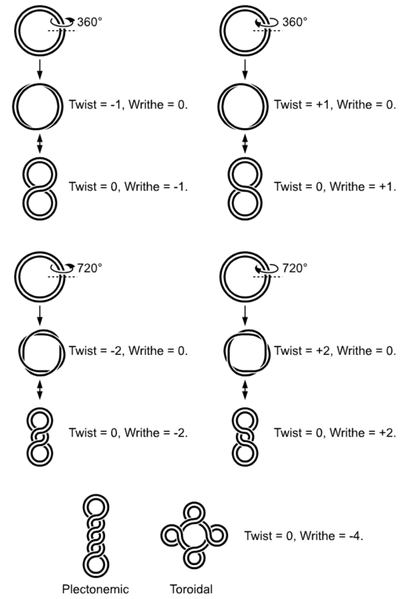 360° 360°
Twist = -1, Writhe = 0. Twist = +1, Writhe = 0.
Twist = 0, Writhe = -1. Twist = 0, Writhe = +1.
720° 720°
Twist = -2, Writhe = 0. Twist = +2, Writhe = 0.
Twist = 0, Writhe = -2. Twist = 0, Writhe = +2.
Twist = 0, Writhe = -4.
Plectonemic Toroidal